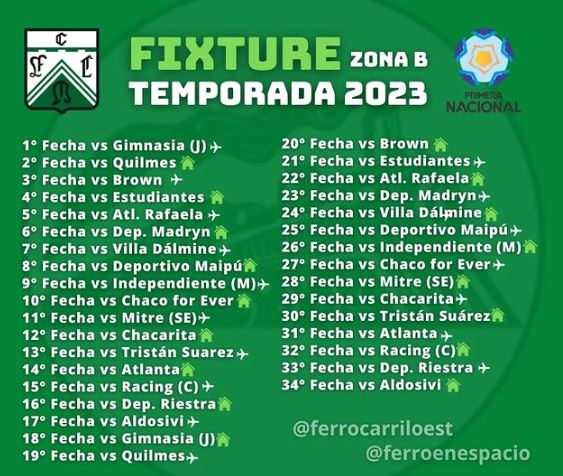 C
F C
O
FIXTURE ZONA B
TEMPORADA 2023
PRIMERA
NACIONAL
1° Fecha vs Gimnasia (J)
2° Fecha vs Quilmes
3° Fecha vs Brown
4° Fecha vs Estudiantes
5° Fecha vs Atl. Rafaela
6° Fecha vs Dep. Madryn
7° Fecha vs Villa Dálmine
8° Fecha vs Deportivo Maipú
9° Fecha vs Independiente (M)
10° Fecha vs Chaco for Ever
11° Fecha vs Mitre (SE)
12° Fecha vs Chacarita
13° Fecha vs Tristán Suarez
14° Fecha vs Atlanta
15° Fecha vs Racing (C)
16° Fecha vs Dep. Riestra
17° Fecha vs Aldosivi
18° Fecha vs Gimnasia (J)
19° Fecha vs Quilmes
20° Fecha vs Brown
21° Fecha vs Estudiantes
22° Fecha vs Atl. Rafaela
23° Fecha vs Dep. Madryn
24° Fecha vs Villa Dálmine
25° Fecha vs Deportivo Maipú
26° Fecha vs Independiente (M)
27° Fecha vs Chaco for Ever
28° Fecha vs Mitre (SE)
29° Fecha vs Chacarita
30° Fecha vs Tristán Suárez
31° Fecha vs Atlanta
32° Fecha vs Racing (C)
33° Fecha vs Dep. Riestra
34° Fecha vs Aldosivi
@ferrocarriloest
@ferroenespacio